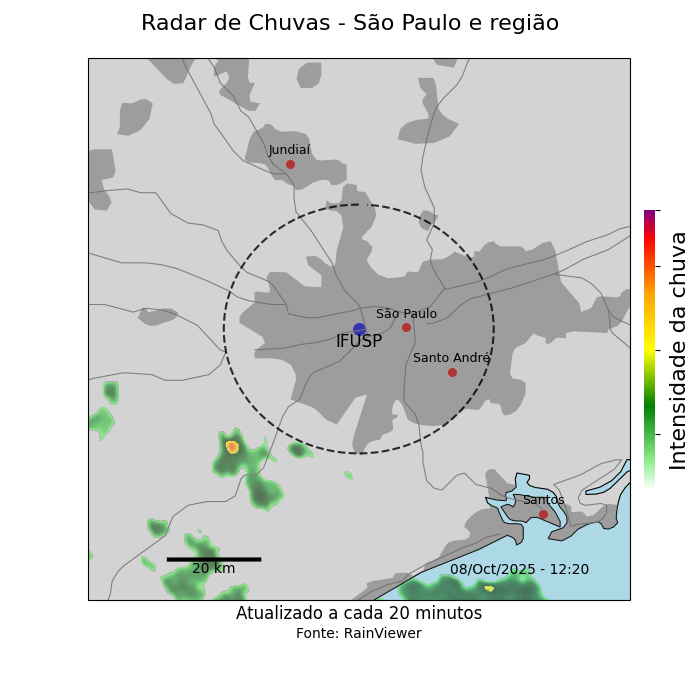 Radar de Chuvas - São Paulo e região
Jundiaí
São Paulo
IFUSP
Santo André
Intensidade da chuva
Santos
20 km
08/Oct/2025 - 12:20
Atualizado a cada 20 minutos
Fonte: RainViewer